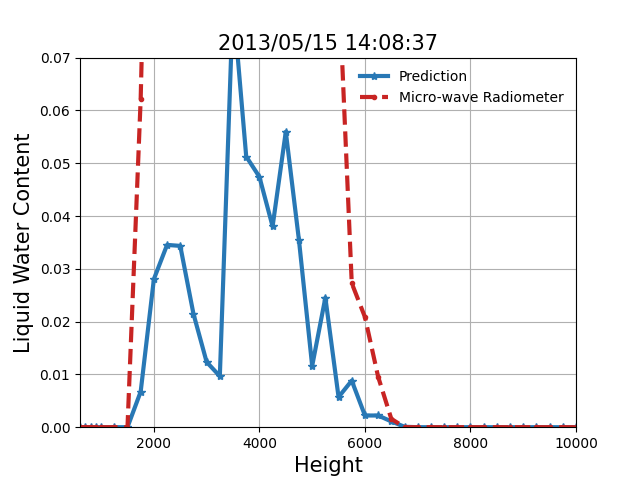 2013/05/15 14:08:37
Prediction
Micro-wave Radiometer
Liquid Water Content
0.07
0.06
0.05
0.04
0.03
0.02
0.01
0.00
2000 4000 6000 8000 10000
Height